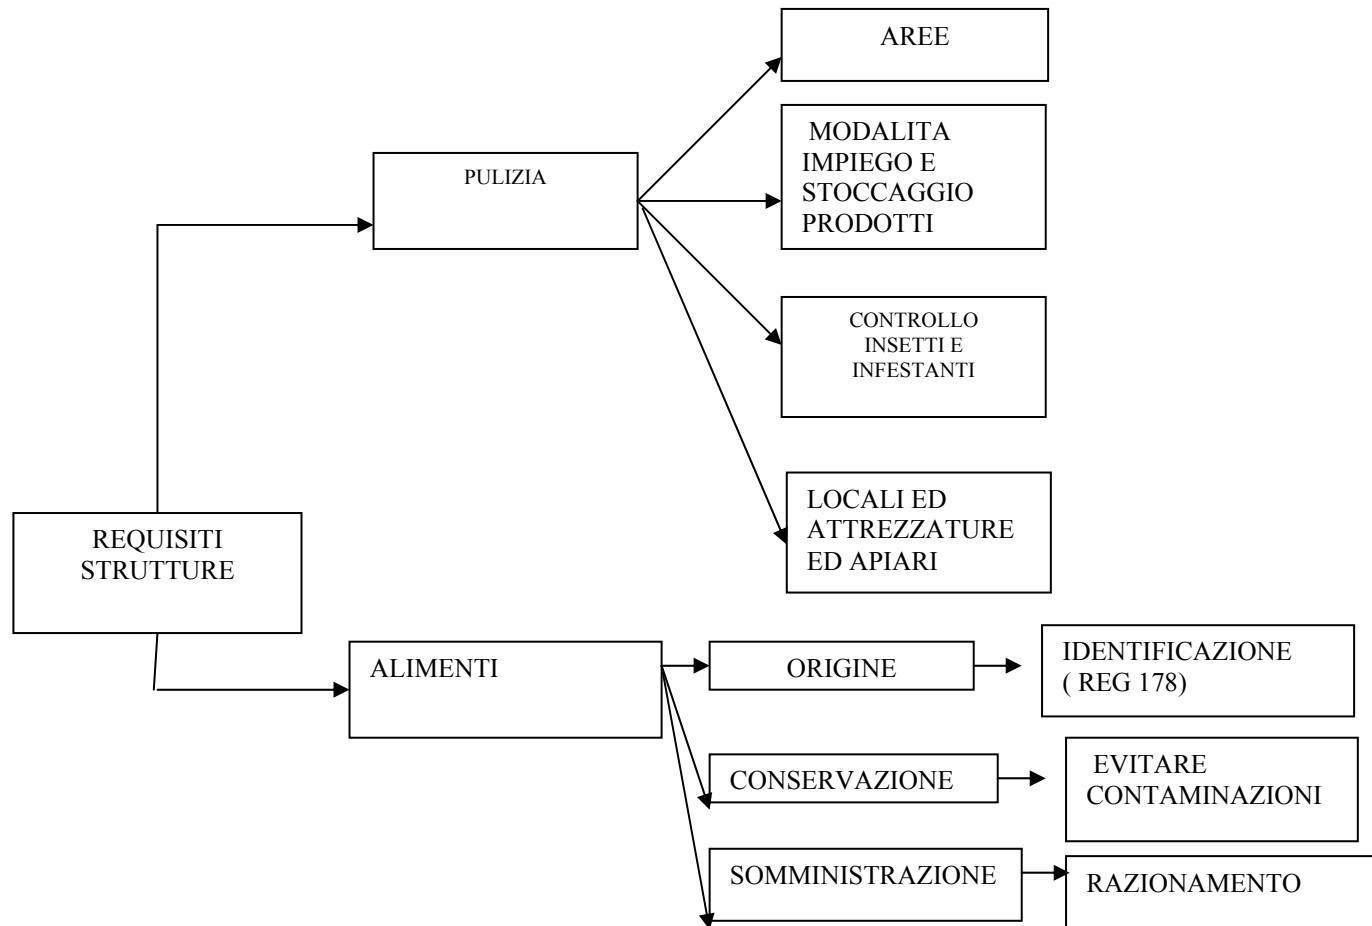 AREE
MODALITA
IMPIEGO E
STOCCAGGIO
PRODOTTI
PULIZIA
CONTROLLO
INSETTI E
INFESTANTI
LOCALI ED
ATTREZZATURE
ED APIARI
REQUISITI
STRUTTURE
ALIMENTI
ORIGINE
IDENTIFICAZIONE
( REG 178)
CONSERVAZIONE
EVITARE
CONTAMINAZIONI
SOMMINISTRAZIONE
RAZIONAMENTO